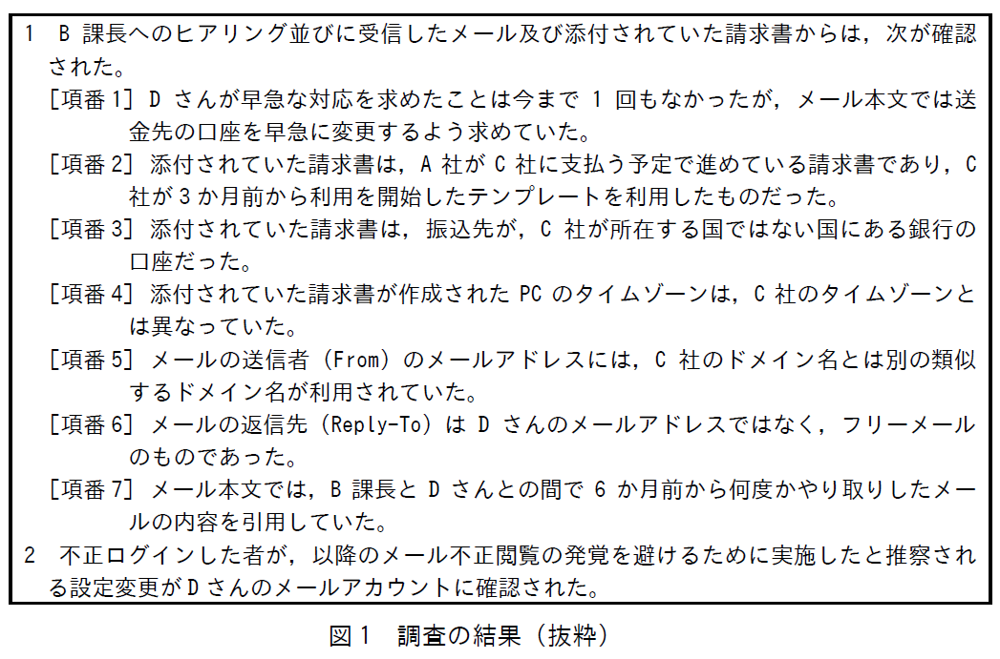 1 B 課長へのヒアリング並びに受信したメール及び添付されていた請求書からは，次が確認
された。
[項番 1] D さんが早急な対応を求めたことは今まで 1 回もなかったが，メール本文では送
金先の口座を早急に変更するよう求めていた。
[項番 2] 添付されていた請求書は，A 社が C 社に支払う予定で進めている請求書であり，C
社が 3 か月前から利用を開始したテンプレートを利用したものだった。
[項番 3] 添付されていた請求書は，振込先が，C 社が所在する国ではない国にある銀行の
口座だった。
[項番 4] 添付されていた請求書が作成された PC のタイムゾーンは，C 社のタイムゾーンと
は異なっていた。
[項番 5] メールの送信者（From）のメールアドレスには，C 社のドメイン名とは別の類似
するドメイン名が利用されていた。
[項番 6] メールの返信先（Reply-To）は D さんのメールアドレスではなく，フリーメール
のものであった。
[項番 7] メール本文では，B 課長と D さんとの間で 6 か月前から何度かやり取りしたメー
ルの内容を引用していた。
2 不正ログインした者が，以降のメール不正閲覧の発覚を避けるために実施したと推察され
る設定変更が D さんのメールアカウントに確認された。
図 1 調査の結果（抜粋）